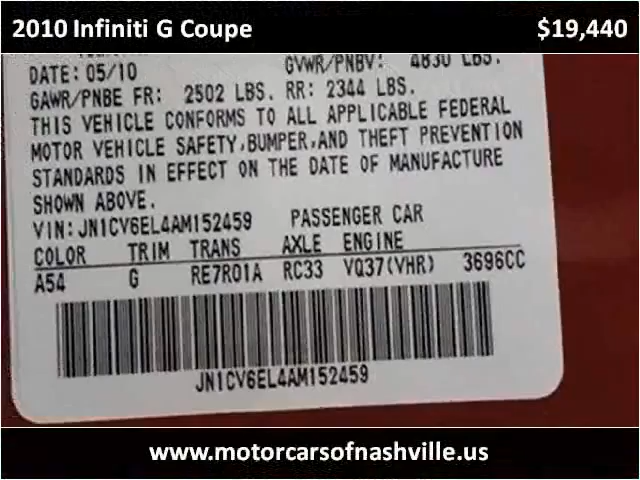 2010 Infiniti G Coupe $19,440
DATE: 05/10 GVWR/PNBV: 4830 LBS.
GAWR/PNBE FR: 2502 LBS. RR: 2344 LBS.
THIS VEHICLE CONFORMS TO ALL APPLICABLE FEDERAL
MOTOR VEHICLE SAFETY,BUMPER,AND THEFT PREVENTION
STANDARDS IN EFFECT ON THE DATE OF MANUFACTURE
SHOWN ABOVE.
VIN:JN1CV6EL4AM152459 PASSENGER CAR
COLOR TRIM TRANS AXLE ENGINE
A54 G RE7R01A RC33 VQ37(VHR) 3696CC
JN1CV6EL4AM152459
www.motorcarsofnashville.us